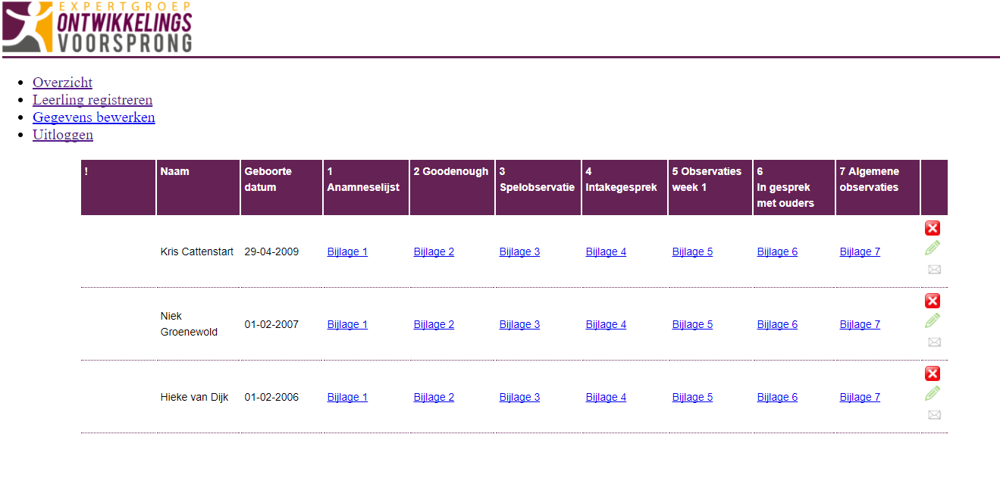 EXPERTGROEP
ONTWIKKELINGS
VOORSPRONG
Overzicht
Leerling registreren
Gegevens bewerken
Uitloggen
! Naam Geboorte datum 1 Anamneselijst 2 Goodenough 3 Spelobservatie 4 Intakegesprek 5 Observaties week 1 6 In gesprek met ouders 7 Algemene observaties
Kris Cattenstart 29-04-2009 Bijlage 1 Bijlage 2 Bijlage 3 Bijlage 4 Bijlage 5 Bijlage 6 Bijlage 7
Niek Groenewold 01-02-2007 Bijlage 1 Bijlage 2 Bijlage 3 Bijlage 4 Bijlage 5 Bijlage 6 Bijlage 7
Hieke van Dijk 01-02-2006 Bijlage 1 Bijlage 2 Bijlage 3 Bijlage 4 Bijlage 5 Bijlage 6 Bijlage 7